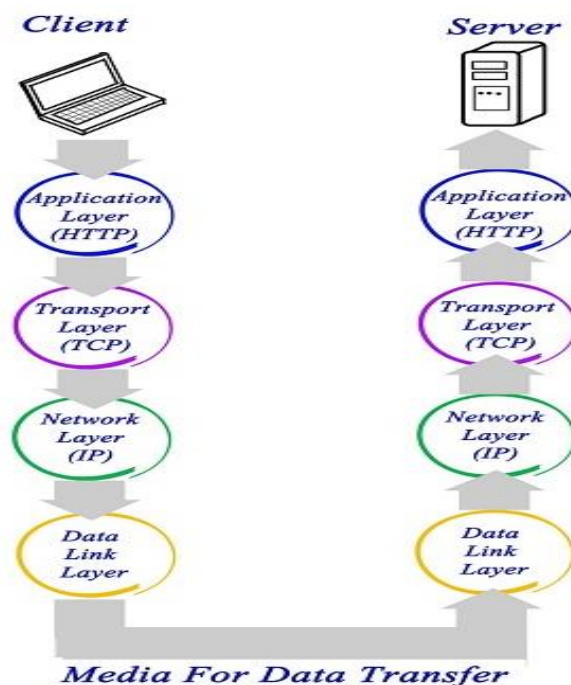 Client
Server
Application
Layer
(HTTP)
Transport
Layer
(TCP)
Network
Layer
(IP)
Data
Link
Layer
Application
Layer
(HTTP)
Transport
Layer
(TCP)
Network
Layer
(IP)
Data
Link
Layer
Media For Data Transfer